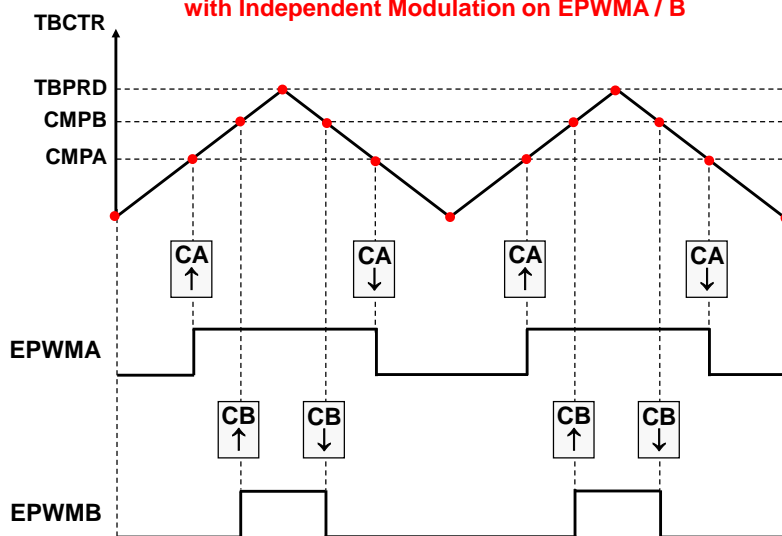 with Independent Modulation on EPWMA / B
TBCTR
TBPRD
CMPB
CMPA
CA CA CA CA
↑ ↓ ↑ ↓
EPWMA
CB CB CB CB
↑ ↓ ↑ ↓
EPWMB